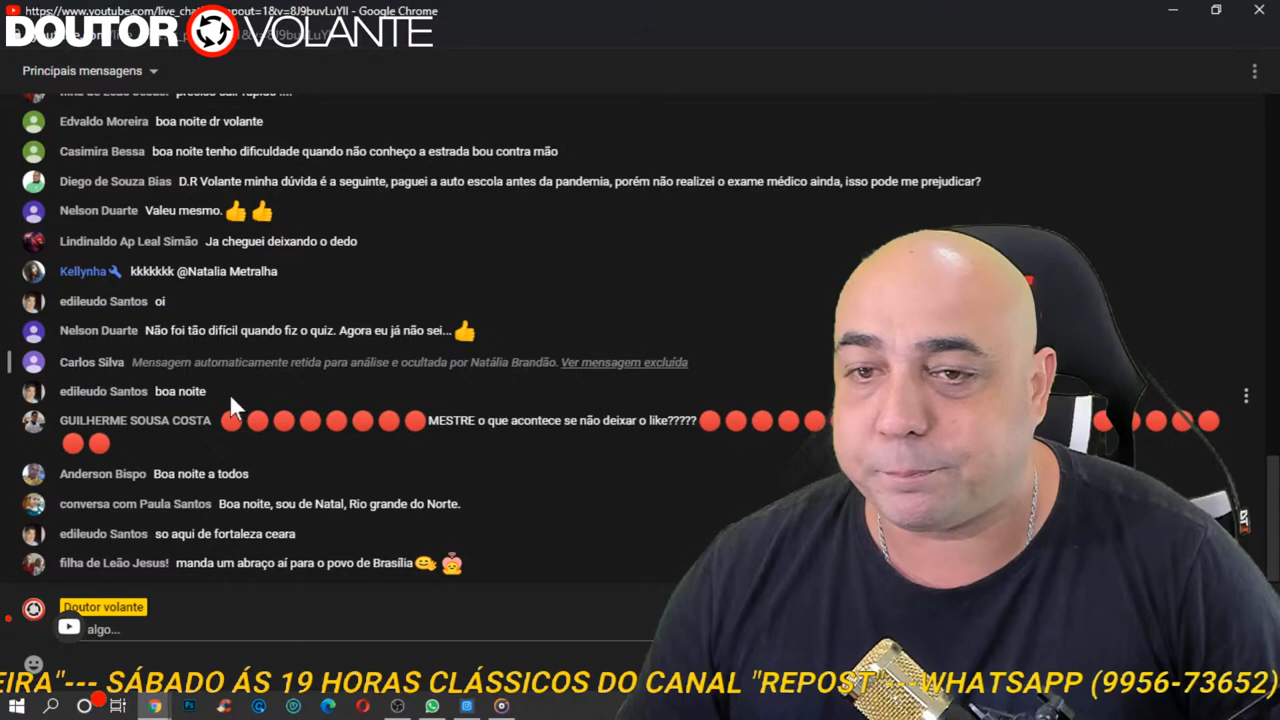 https://www.youtube.com/live_cha
opout=1&v=8J9buvLuYII - Google Chrome
DOUTOR VOLANTE
Principais mensagens
Edvaldo Moreira boa noite dr volante
Casimira Bessa boa noite tenho dificuldade quando não conheço a estrada bou contra mão
Diego de Souza Bias D.R Volante minha dúvida é a seguinte, paguei a auto escola antes da pandemia, porém não realizei o exame médico ainda, isso pode me prejudicar?
Nelson Duarte Valeu mesmo.👍👍
Lindinaldo Ap Leal Simão Ja cheguei deixando o dedo
Kellynha kkkkkkk @Natalia Metralha
edileudo Santos oi
Nelson Duarte Não foi tão difícil quando fiz o quiz. Agora eu já não sei...👍
Carlos Silva Mensagem automaticamente retida para análise e ocultada por Natália Brandão. Ver mensagem excluída
edileudo Santos boa noite
GUILHERME SOUSA COSTA MESTRE o que acontece se não deixar o like?????
Anderson Bispo Boa noite a todos
conversa com Paula Santos Boa noite, sou de Natal, Rio grande do Norte.
edileudo Santos so aqui de fortaleza ceara
filha de Leão Jesus! manda um abraço aí para o povo de Brasília
Doutor volante
algo...
EIRA"--- SÁBADO ÁS 19 HORAS CLÁSSICOS DO CANAL "REPOST"---WHATSAPP (9956-73652)